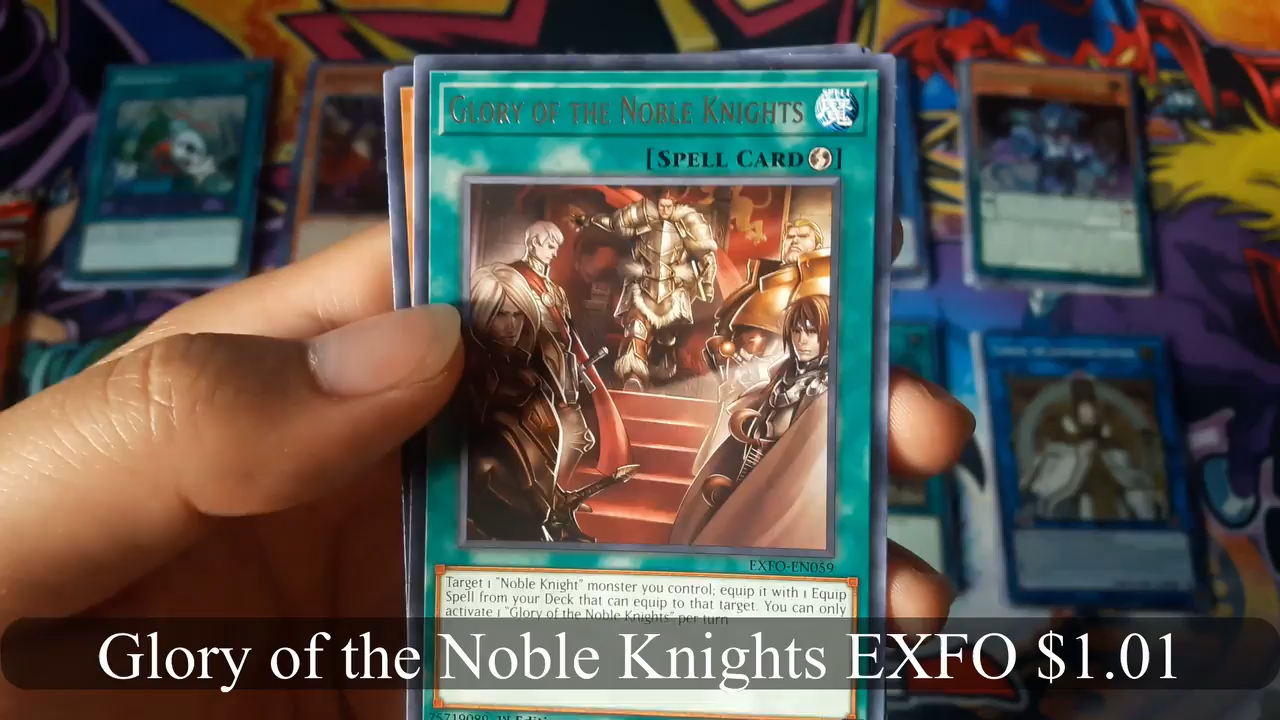 GLORY OF THE NOBLE KNIGHTS
SPELL
[SPELL CARD]
EXFO-EN059
Target 1 "Noble Knight" monster you control; equip it with 1 Equip
Spell from your Deck that can equip to that target. You can only
activate 1 "Glory of the Noble Knights" per turn
Glory of the Noble Knights EXFO $1.01